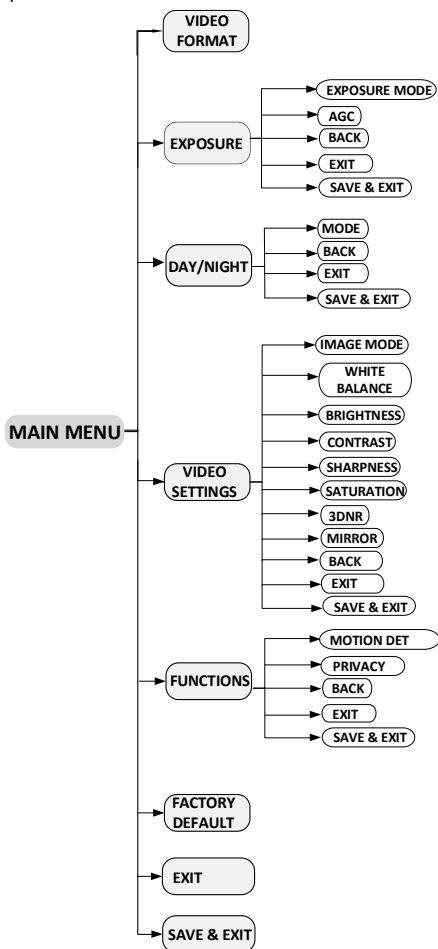 VIDEO
FORMAT
EXPOSURE MODE
AGC
BACK
EXPOSURE
EXIT
SAVE & EXIT
MODE
BACK
DAY/NIGHT
EXIT
SAVE & EXIT
IMAGE MODE
WHITE
BALANCE
BRIGHTNESS
MAIN MENU
CONTRAST
SHARPNESS
VIDEO
SETTINGS
SATURATION
3DNR
MIRROR
BACK
EXIT
SAVE & EXIT
MOTION DET
PRIVACY
FUNCTIONS
BACK
EXIT
SAVE & EXIT
FACTORY
DEFAULT
EXIT
SAVE & EXIT